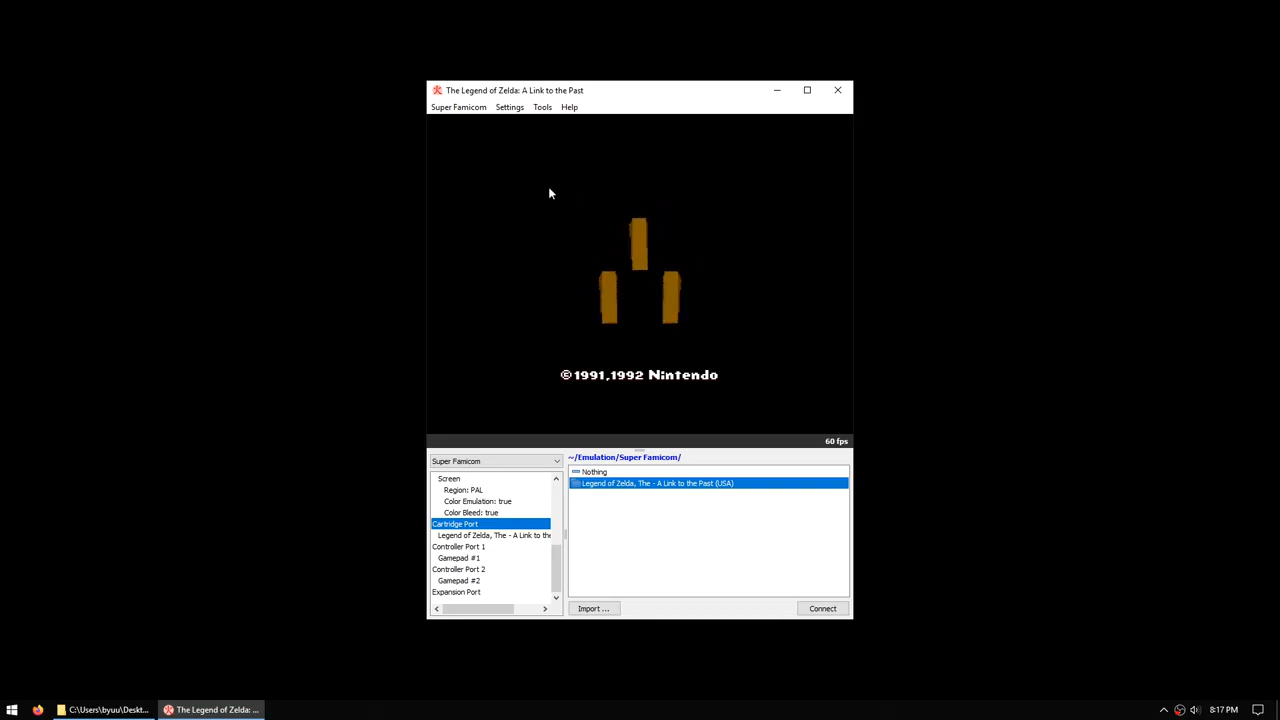 The Legend of Zelda: A Link to the Past
Super Famicom Settings Tools Help
©1991,1992 Nintendo
60 fps
Super Famicom
Screen
Region: PAL
Color Emulation: true
Color Bleed: true
Cartridge Port
Legend of Zelda, The - A Link to the
Controller Port 1
Gamepad #1
Controller Port 2
Gamepad #2
Expansion Port
~/Emulation/Super Famicom/
Nothing
Legend of Zelda, The - A Link to the Past (USA)
Import ...
Connect
C:\Users\byuu\Deskt...
The Legend of Zelda: ...
8:17 PM